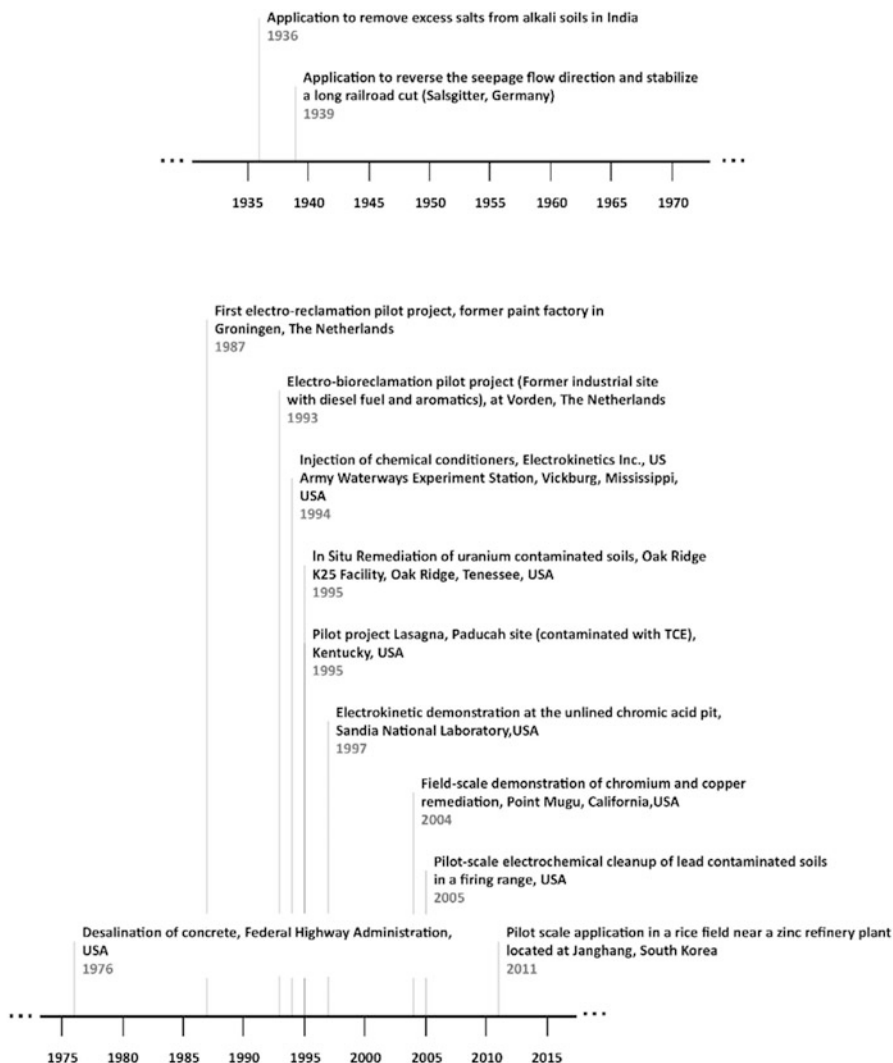 Application to remove excess salts from alkali soils in India
1936
Application to reverse the seepage flow direction and stabilize
a long railroad cut (Salsgitter, Germany)
1939
...
...
1935 1940 1945 1950 1955 1960 1965 1970
First electro-reclamation pilot project, former paint factory in
Groningen, The Netherlands
1987
Electro-bioreclamation pilot project (Former industrial site
with diesel fuel and aromatics), at Vorden, The Netherlands
1993
Injection of chemical conditioners, Electrokinetics Inc., US
Army Waterways Experiment Station, Vickburg, Mississippi,
USA
1994
In Situ Remediation of uranium contaminated soils, Oak Ridge
K25 Facility, Oak Ridge, Tenessee, USA
1995
Pilot project Lasagna, Paducah site (contaminated with TCE),
Kentucky, USA
1995
Electrokinetic demonstration at the unlined chromic acid pit,
Sandia National Laboratory,USA
1997
Field-scale demonstration of chromium and copper
remediation, Point Mugu, California,USA
2004
Pilot-scale electrochemical cleanup of lead contaminated soils
in a firing range, USA
2005
Desalination of concrete, Federal Highway Administration,
USA
1976
Pilot scale application in a rice field near a zinc refinery plant
located at Janghang, South Korea
2011
...
...
1975 1980 1985 1990 1995 2000 2005 2010 2015